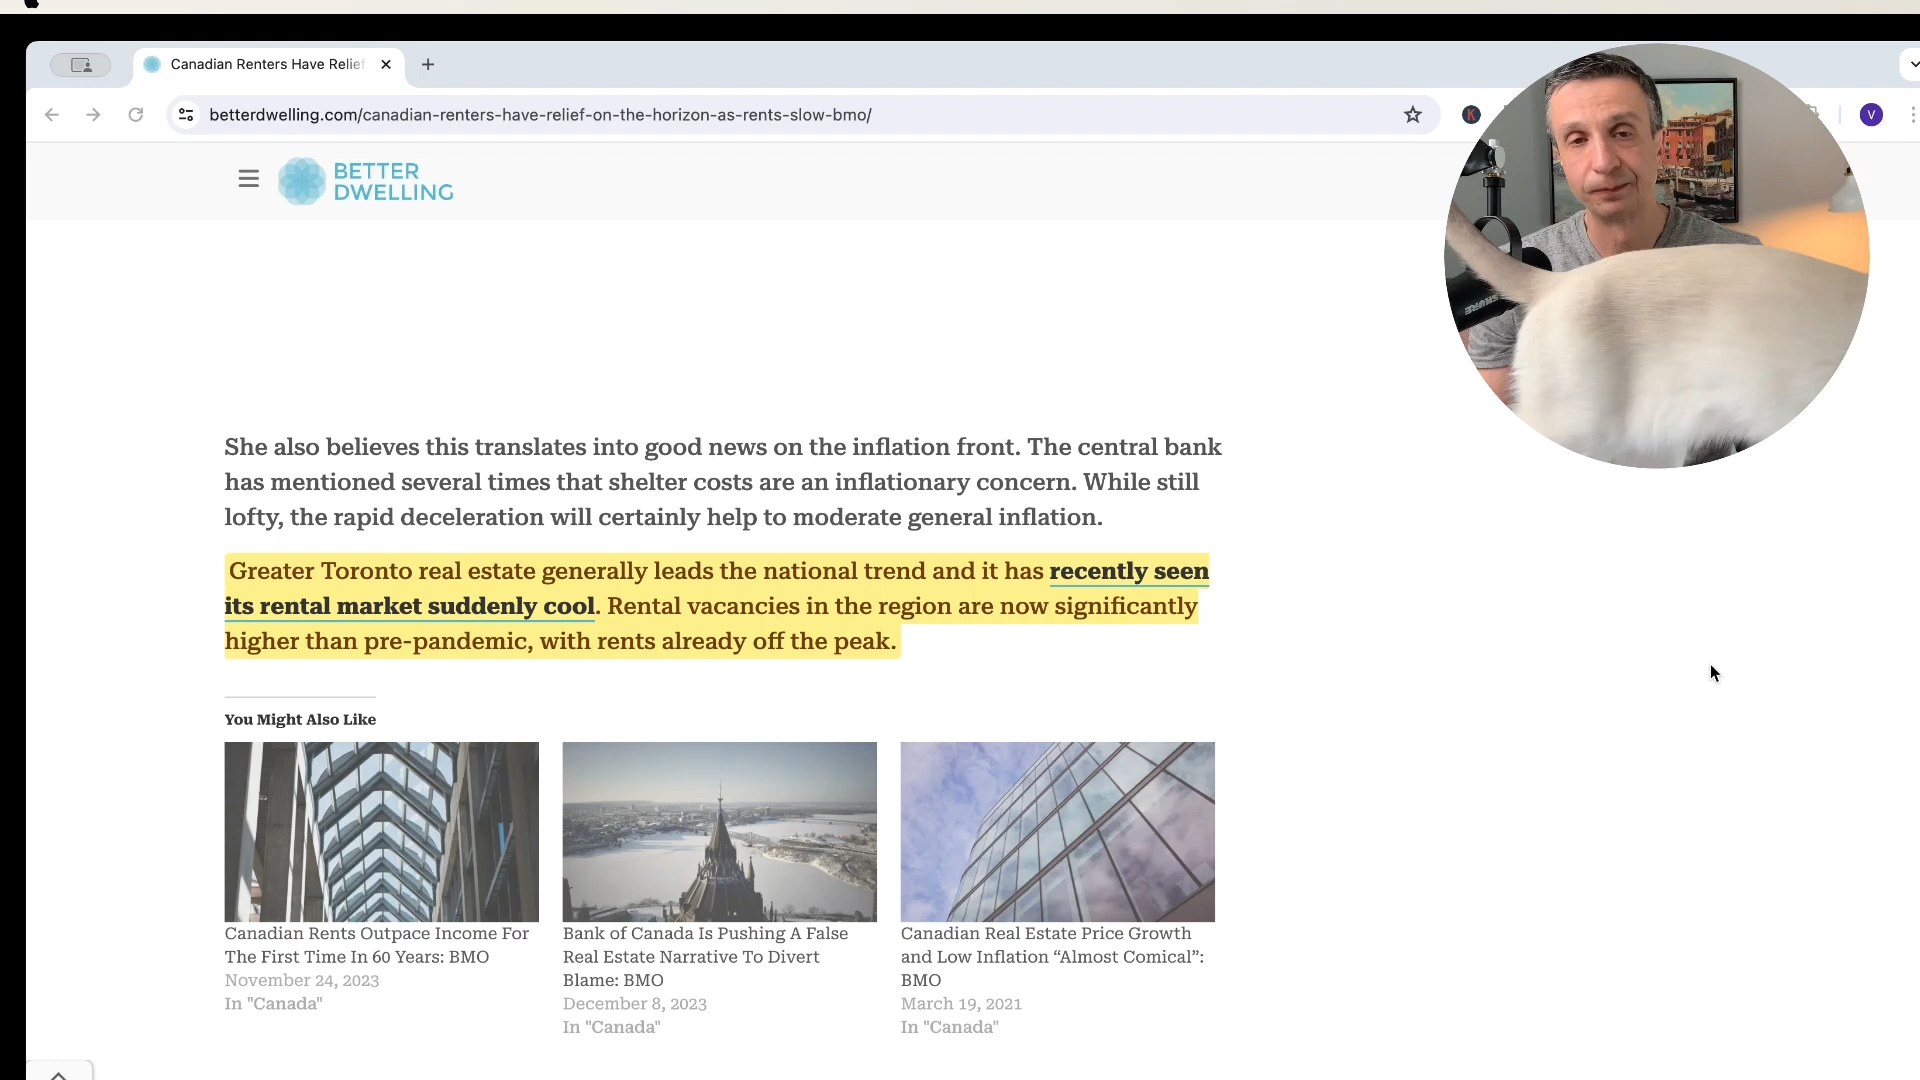 Canadian Renters Have Relie
betterdwelling.com/canadian-renters-have-relief-on-the-horizon-as-rents-slow-bmo/
K
V
BETTER
DWELLING
SHURE
She also believes this translates into good news on the inflation front. The central bank
has mentioned several times that shelter costs are an inflationary concern. While still
lofty, the rapid deceleration will certainly help to moderate general inflation.
Greater Toronto real estate generally leads the national trend and it has recently seen
its rental market suddenly cool. Rental vacancies in the region are now significantly
higher than pre-pandemic, with rents already off the peak.
You Might Also Like
Canadian Rents Outpace Income For
The First Time In 60 Years: BMO
November 24, 2023
In "Canada"
Bank of Canada Is Pushing A False
Real Estate Narrative To Divert
Blame: BMO
December 8, 2023
In "Canada"
Canadian Real Estate Price Growth
and Low Inflation “Almost Comical”:
BMO
March 19, 2021
In "Canada"